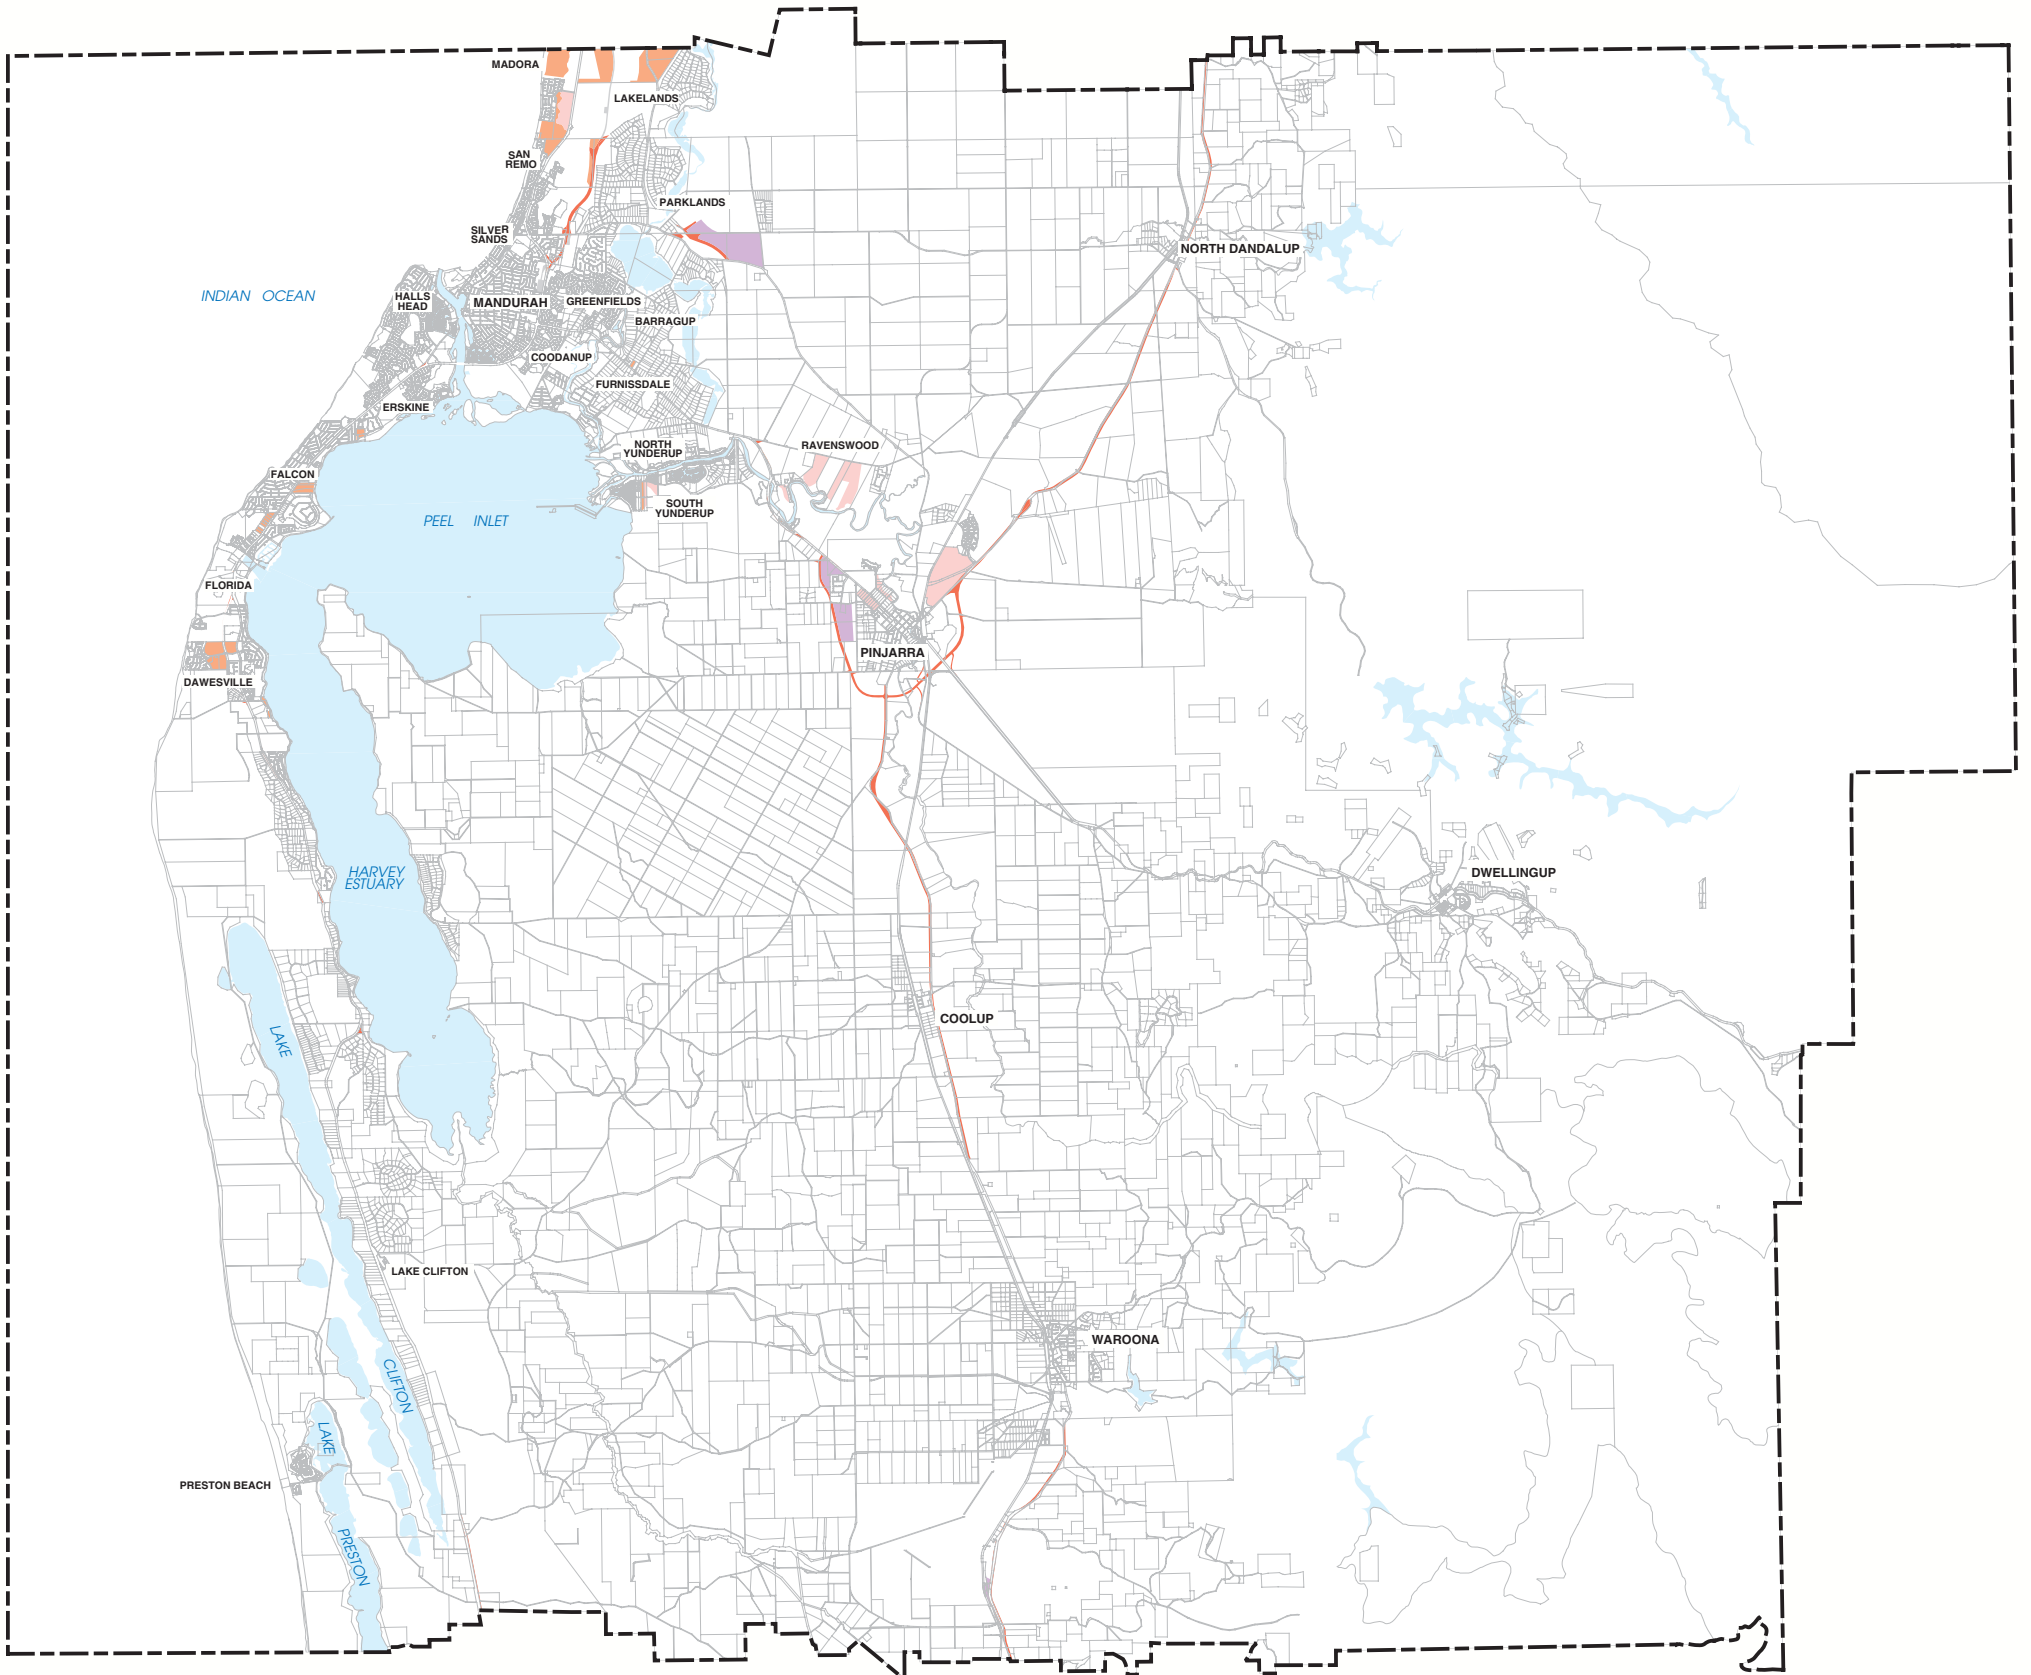 MADORA
LAKELANDS
SAN
REMO
PARKLANDS
SILVER
SANDS
NORTH DANDALUP
INDIAN OCEAN
HALLS
HEAD
MANDURAH
GREENFIELDS
BARRAGUP
COODANUP
FURNISSDALE
ERSKINE
NORTH
YUNDERUP
RAVENSWOOD
FALCON
SOUTH
YUNDERUP
PEEL INLET
FLORIDA
PINJARRA
DAWESVILLE
HARVEY
ESTUARY
DWELLINGUP
COOLUP
LAKE
LAKE CLIFTON
WAROONA
CLIFTON
LAKE
PRESTON BEACH
PRESTON